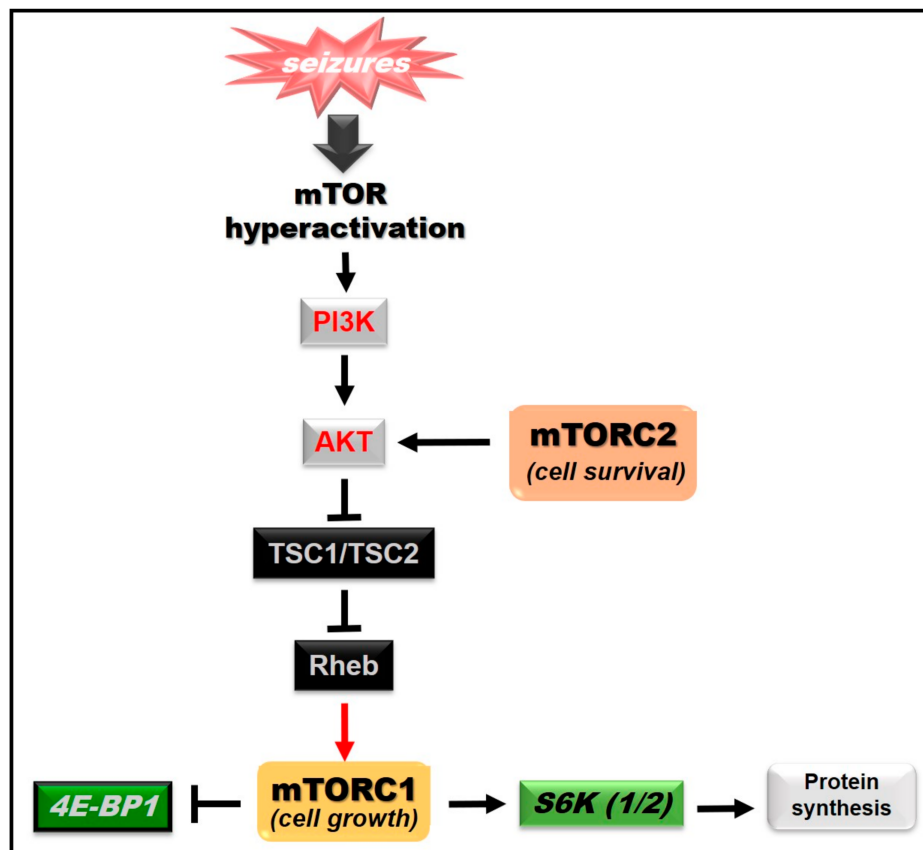 seizures
mTOR
hyperactivation
PI3K
AKT
mTORC2
(cell survival)
TSC1/TSC2
Rheb
4E-BP1
mTORC1
(cell growth)
S6K (1/2)
Protein
synthesis